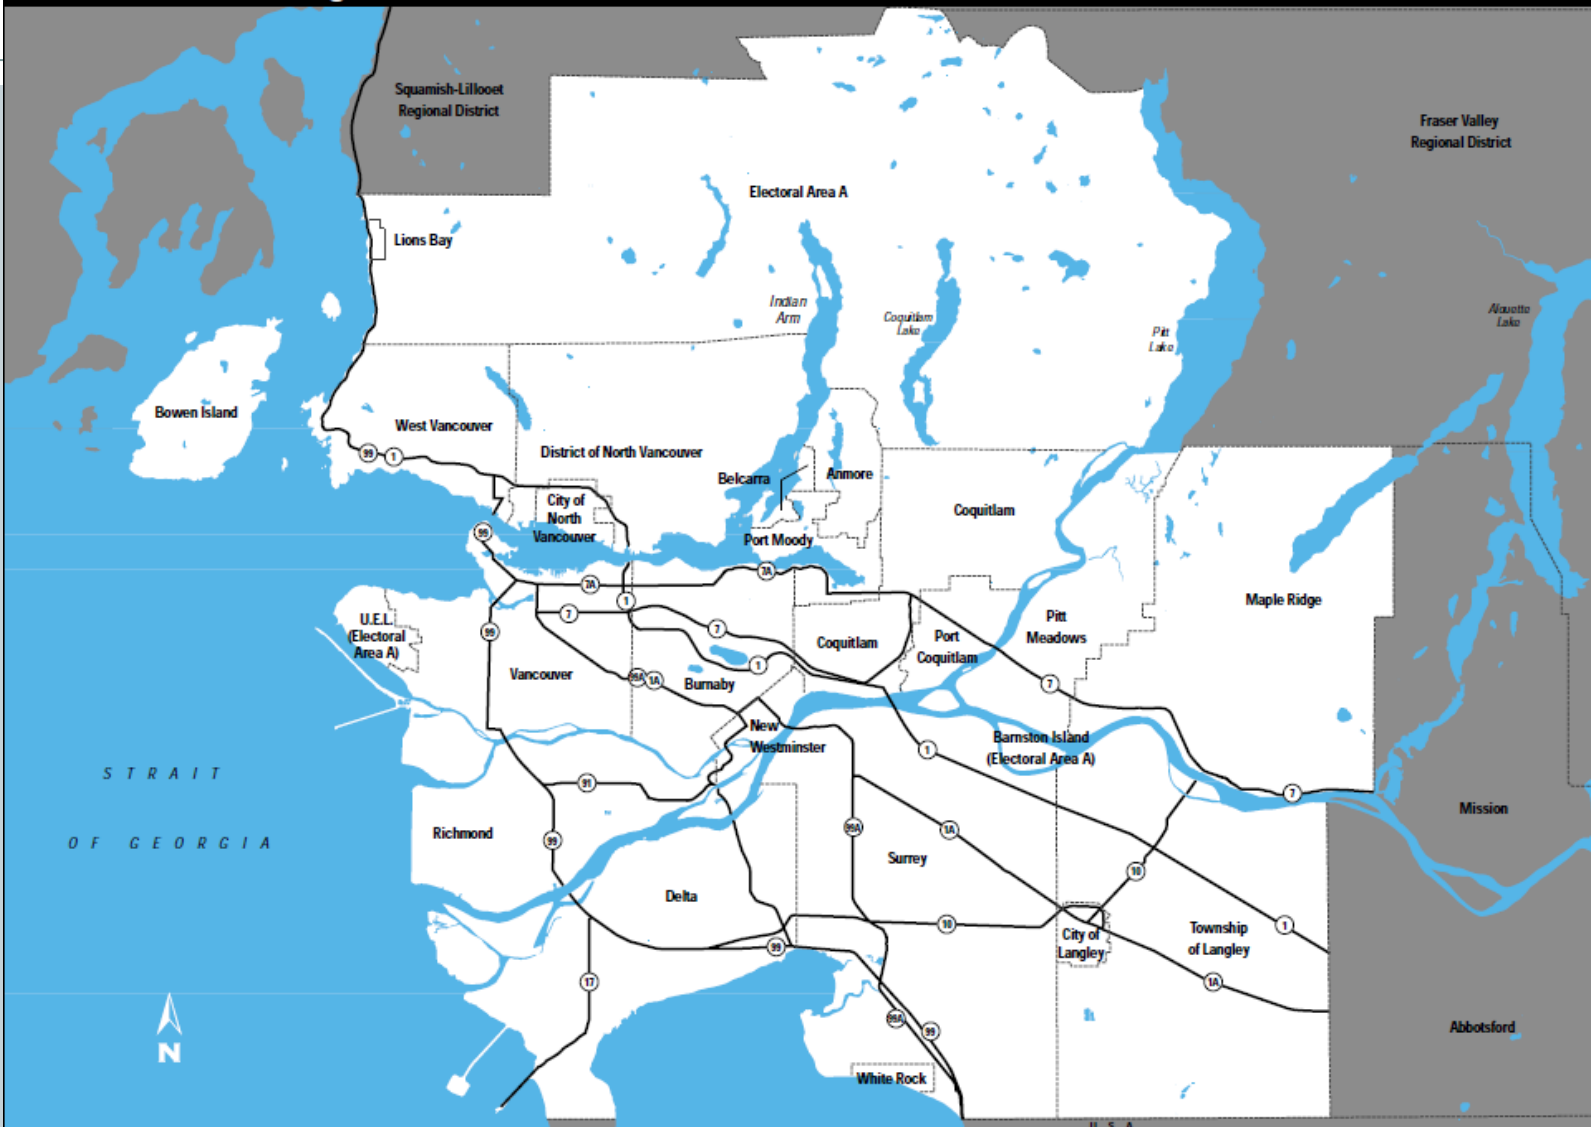 Squamish-Lillooet
Regional District
Fraser Valley
Regional District
Electoral Area A
Lions Bay
Indian
Arm
Coquitlam
Lake
Pitt
Lake
Alouette
Lake
Bowen Island
West Vancouver
District of North Vancouver
Belcarra
Anmore
99
1
City of
North
Vancouver
Coquitlam
99
Port Moody
7A
7A
1
7
Maple Ridge
U.E.L.
(Electoral
Area A)
99
7
Coquitlam
Port
Coquitlam
Pitt
Meadows
Vancouver
99A
1A
Burnaby
1
7
New
Westminster
1
Barnston Island
(Electoral Area A)
STRAIT
OF GEORGIA
91
7
Mission
Richmond
99
99A
1A
Surrey
10
Delta
10
99
City of
Langley
Township
of Langley
1
17
1A
99A
99
Abbotsford
N
White Rock
U.S.A